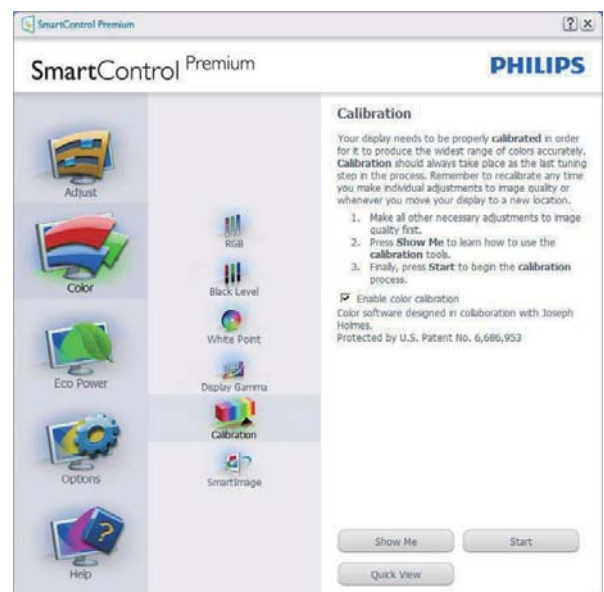 SmartControl Premium
? x
SmartControl Premium
PHILIPS
Adjust
Color
Eco Power
Options
Help
RGB
Black Level
White Point
Display Gamma
Calibration
SmartImage
Calibration
Your display needs to be properly calibrated in order
for it to produce the widest range of colors accurately.
Calibration should always take place as the last tuning
step in the process. Remember to recalibrate any time
you make individual adjustments to image quality or
whenever you move your display to a new location.
1. Make all other necessary adjustments to image
quality first.
2. Press Show Me to learn how to use the
calibration tools.
3. Finally, press Start to begin the calibration
process.
Enable color calibration
Color software designed in collaboration with Joseph
Holmes.
Protected by U.S. Patent No. 6,686,953
Show Me
Start
Quick View